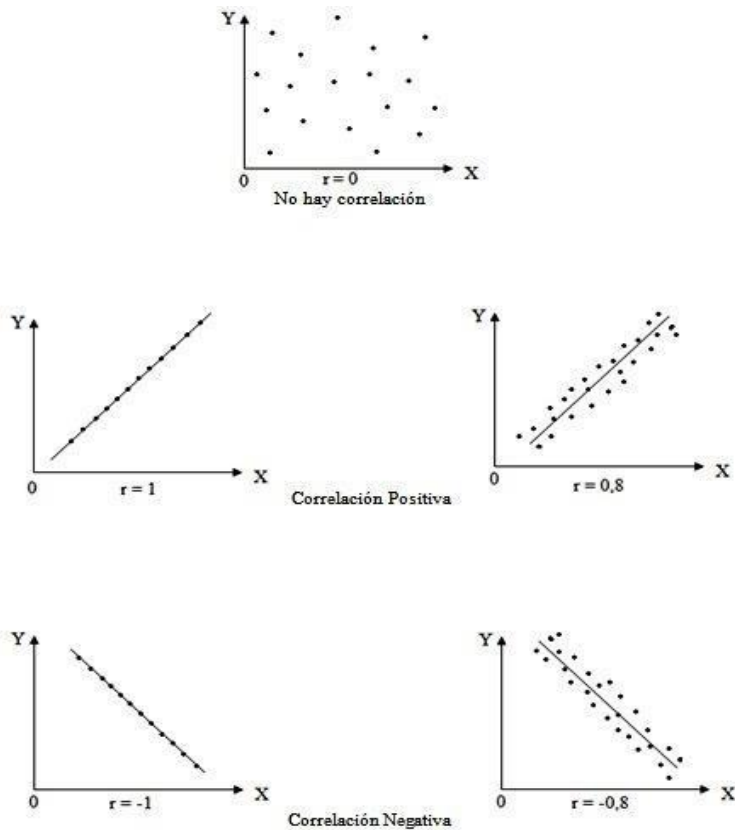 Y
0
r = 0
X
No hay correlación
Y
0
r = 1
X
Y
0
r = 0,8
X
Correlación Positiva
Y
0
r = -1
X
Y
0
r = -0,8
X
Correlación Negativa